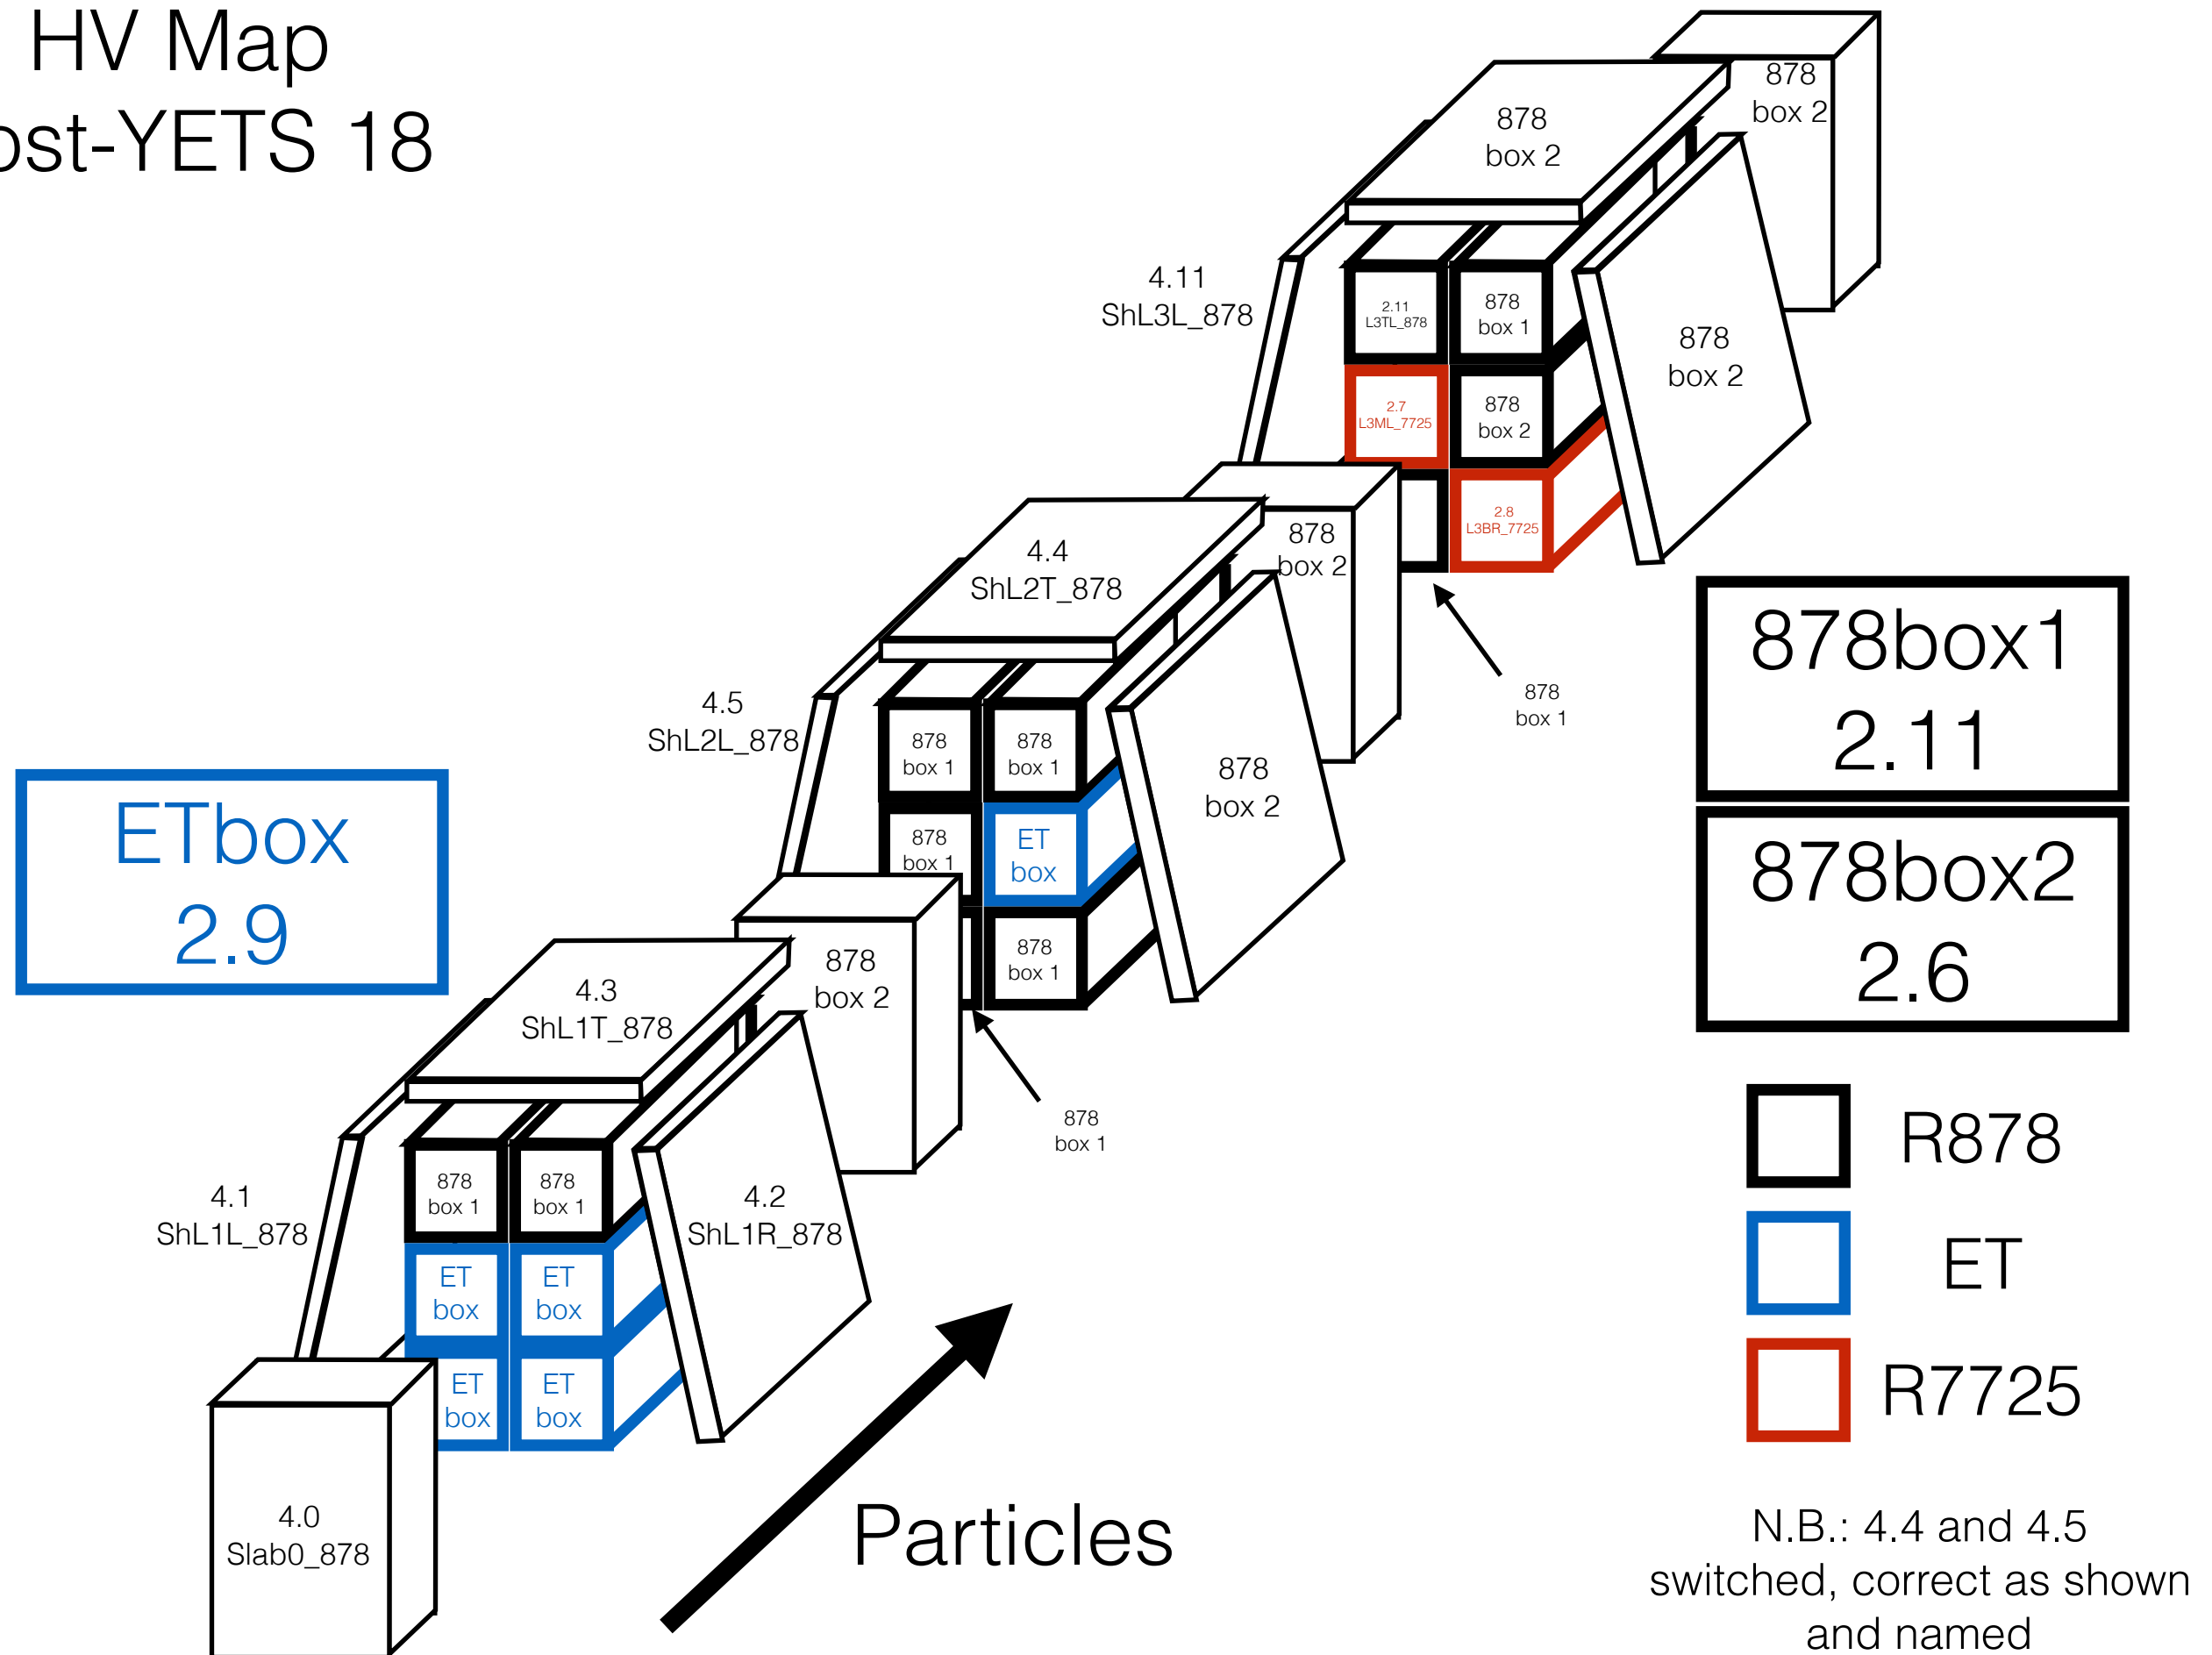 HV Map
ost-YETS 18
878
box 2
878
box 2
4.11
ShL3L_878
2.11
L3TL_878
878
box 1
878
box 2
2.7
L3ML_7725
878
box 2
2.8
L3BR_7725
878
box 1
4.4
ShL2T_878
878
box 2
4.5
ShL2L_878
878
box 1
878
box 1
878
box 2
878
box 1
ET
box
878
box 1
878
box 1
878box1
2.11
878box2
2.6
ETbox
2.9
4.3
ShL1T_878
878
box 2
4.1
ShL1L_878
878
box 1
878
box 1
4.2
ShL1R_878
ET
box
ET
box
ET
box
ET
box
4.0
Slab0_878
Particles
R878
ET
R7725
N.B.: 4.4 and 4.5
switched, correct as shown
and named